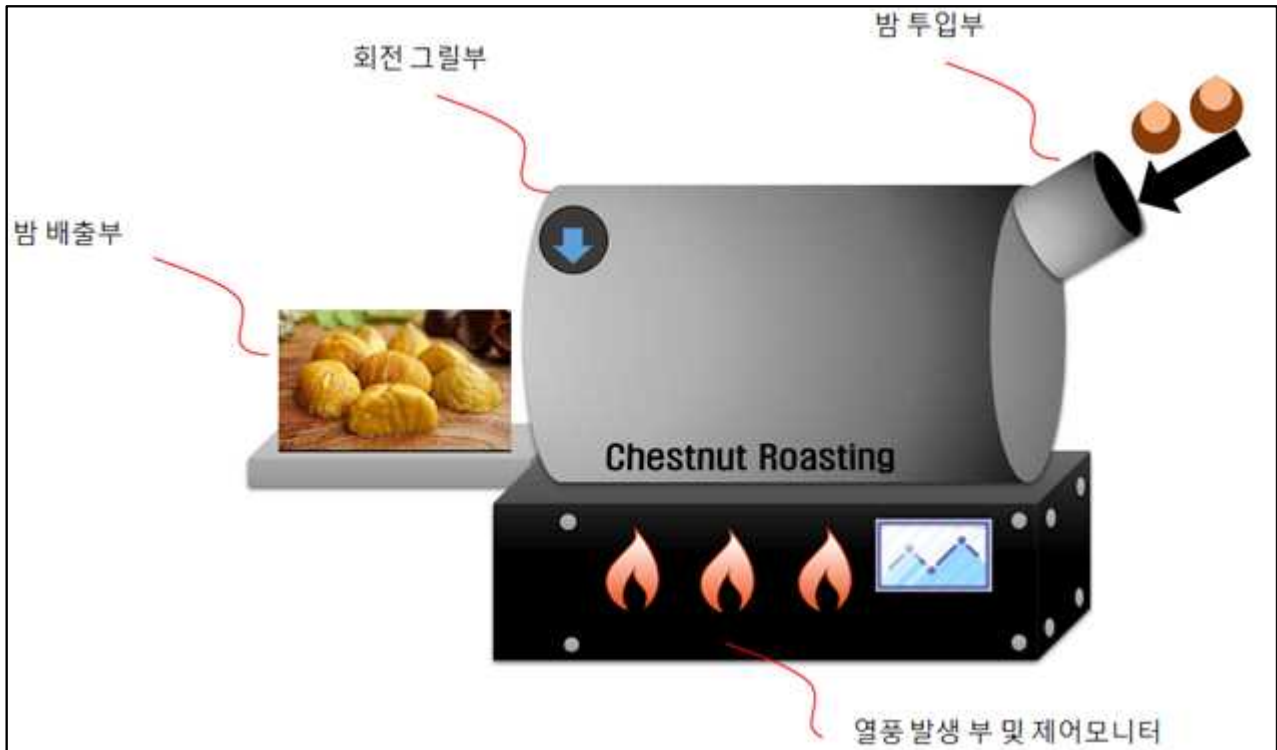 밤 투입부
회전 그릴부
밤 배출부
Chestnut Roasting
열풍 발생 부 및 제어모니터